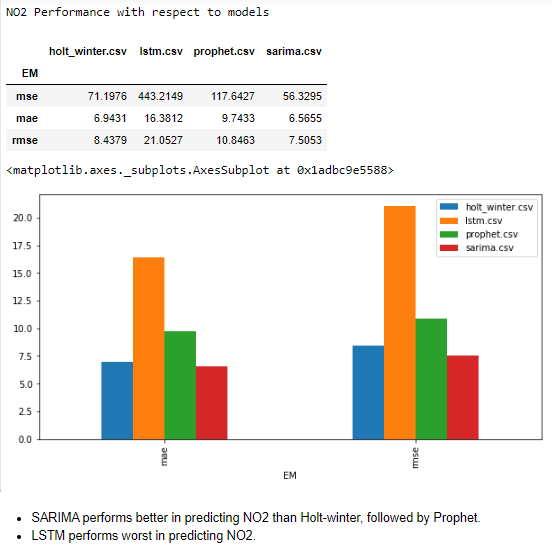 NO2 Performance with respect to models
holt_winter.csv lstm.csv prophet.csv sarima.csv
EM
mse 71.1976 443.2149 117.6427 56.3295
mae 6.9431 16.3812 9.7433 6.5655
rmse 8.4379 21.0527 10.8463 7.5053
<matplotlib.axes._subplots.AxesSubplot at 0x1adbc9e5588>
holt_winter.csv
lstm.csv
prophet.csv
sarima.csv
20.0
17.5
15.0
12.5
10.0
7.5
5.0
2.5
0.0
mae
rmse
EM
• SARIMA performs better in predicting NO2 than Holt-winter, followed by Prophet.
• LSTM performs worst in predicting NO2.